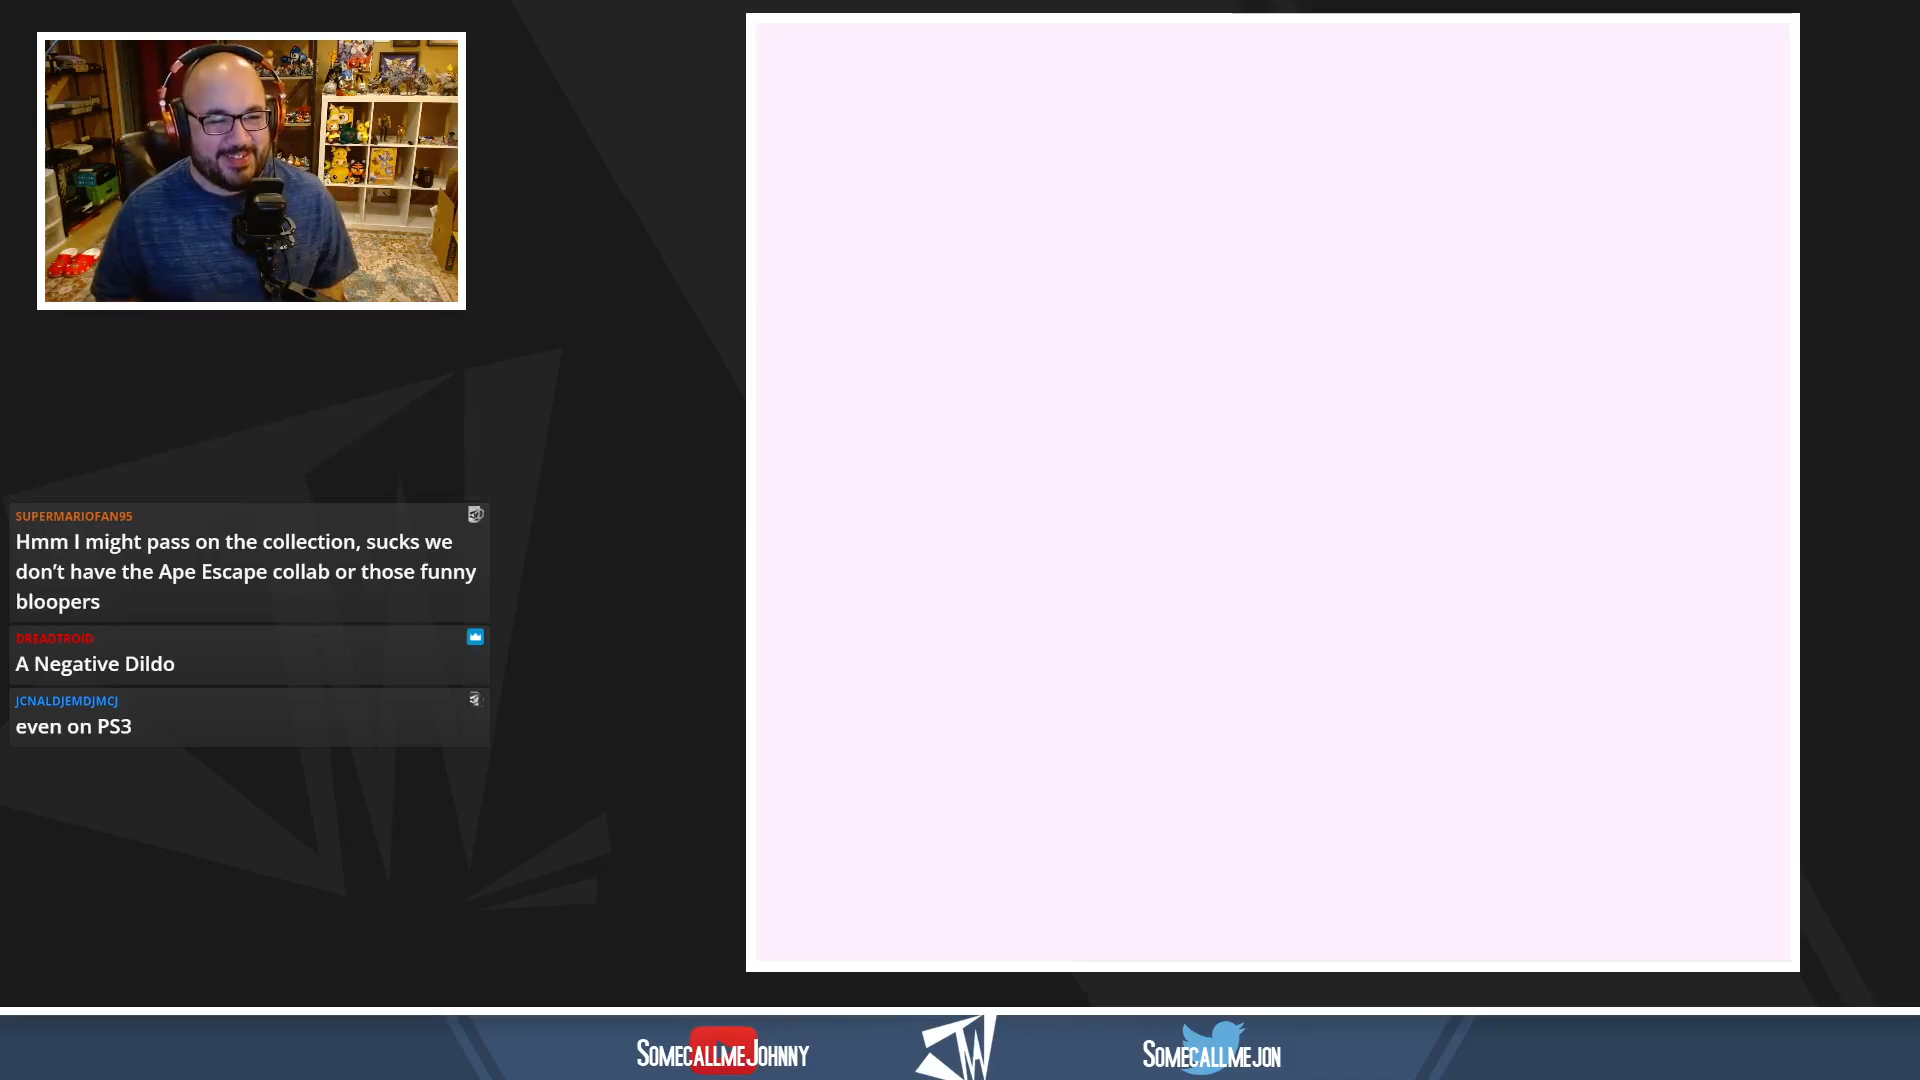 SUPERMARIOFAN95
Hmm I might pass on the collection, sucks we
don’t have the Ape Escape collab or those funny
bloopers
DREADTROID
A Negative Dildo
JCNALDJEMDJMCJ
even on PS3
SOMECALLMEJOHNNY
SOMECALLMEJON